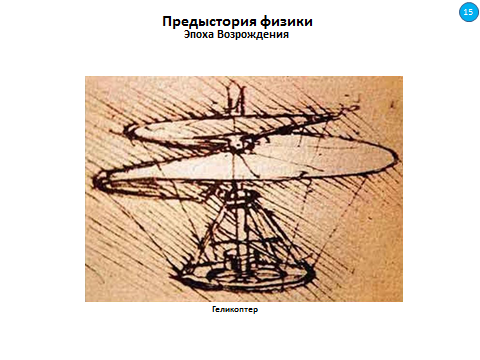 15
Предыстория физики
Эпоха Возрождения
Геликоптер